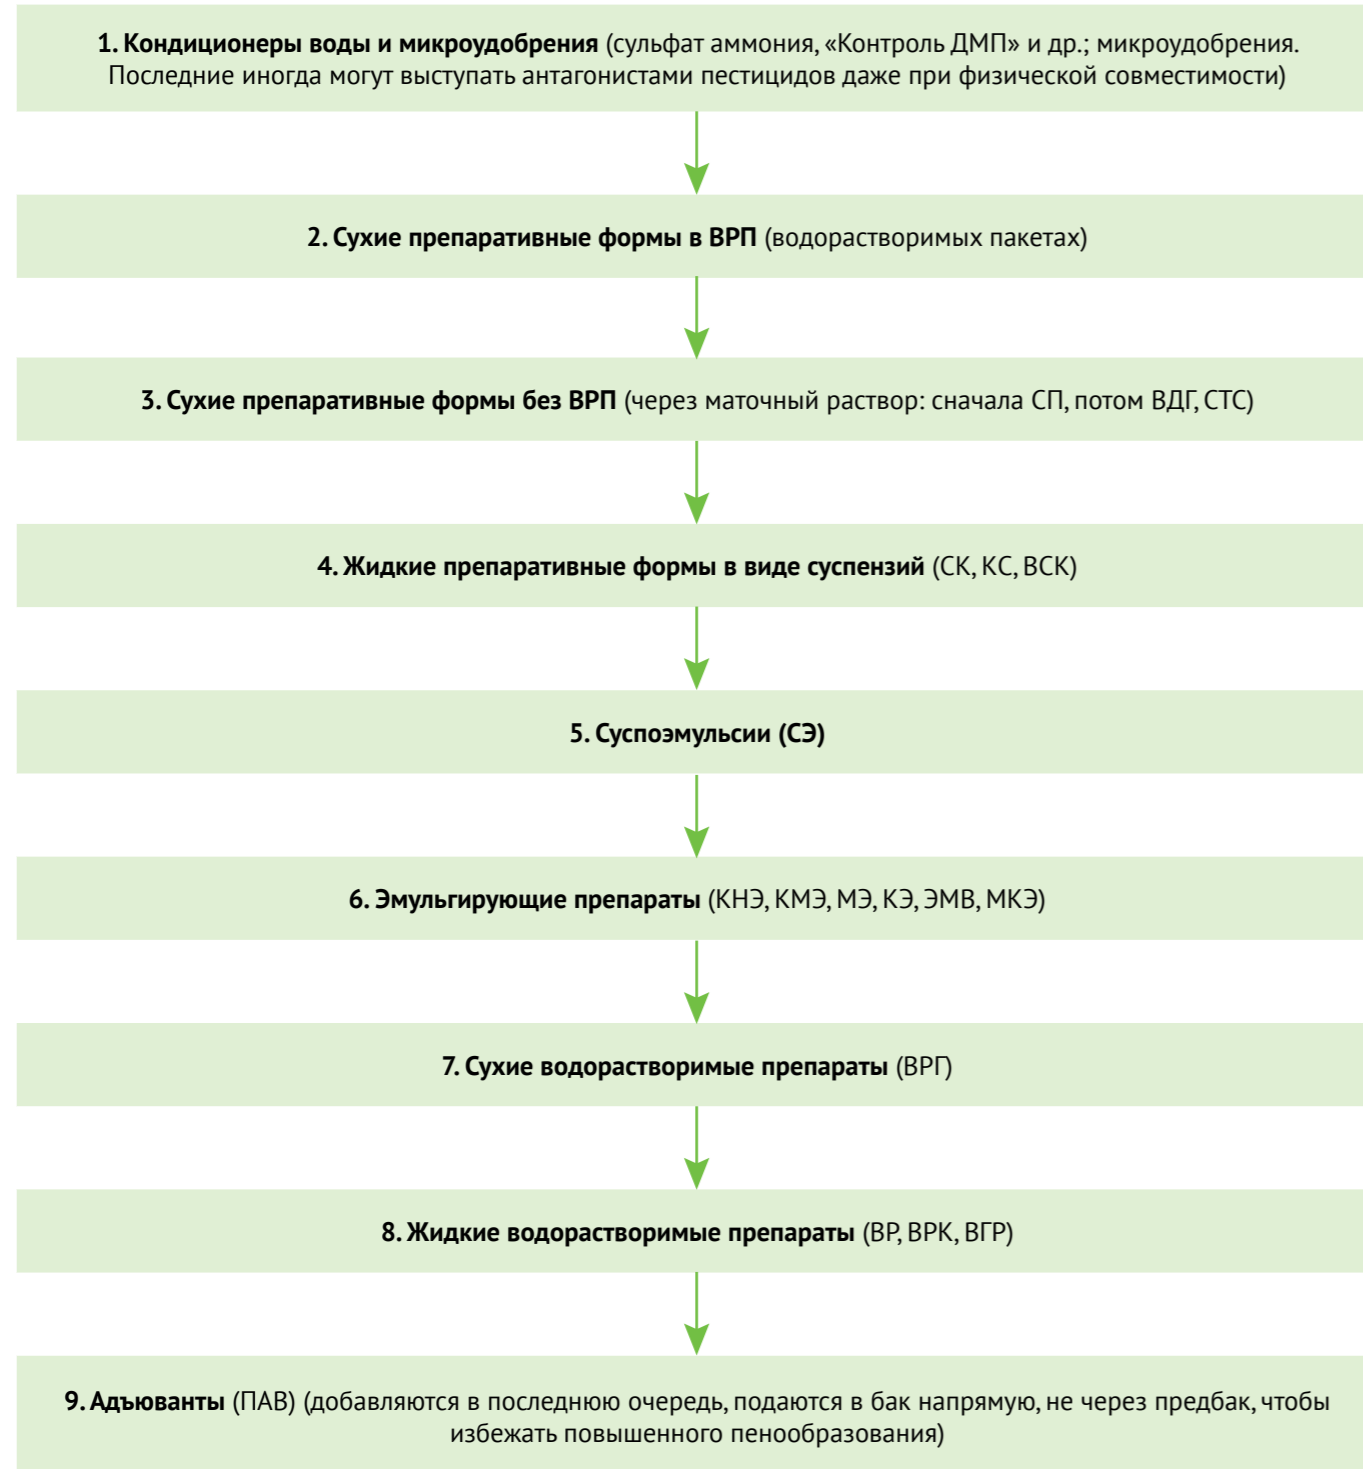 1. Кондиционеры воды и микроудобрения (сульфат аммония, «Контроль ДМП» и др.; микроудобрения.
Последние иногда могут выступать антагонистами пестицидов даже при физической совместимости)
2. Сухие препаративные формы в ВРП (водорастворимых пакетах)
3. Сухие препаративные формы без ВРП (через маточный раствор: сначала СП, потом ВДГ, СТС)
4. Жидкие препаративные формы в виде суспензий (СК, КС, ВСК)
5. Суспоэмульсии (СЭ)
6. Эмульгирующие препараты (КНЭ, КМЭ, МЭ, КЭ, ЭМВ, МКЭ)
7. Сухие водорастворимые препараты (ВРГ)
8. Жидкие водорастворимые препараты (ВР, ВРК, ВГР)
9. Адъюванты (ПАВ) (добавляются в последнюю очередь, подаются в бак напрямую, не через предбак, чтобы
избежать повышенного пенообразования)